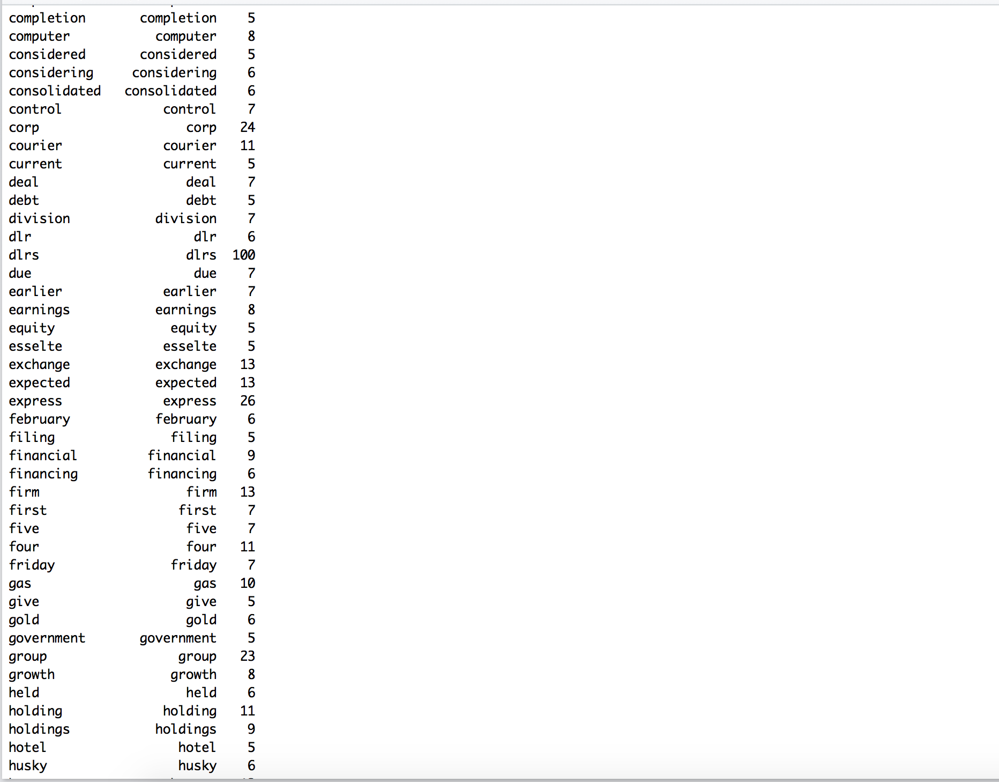 completion completion 5
computer computer 8
considered considered 5
considering considering 6
consolidated consolidated 6
control control 7
corp corp 24
courier courier 11
current current 5
deal deal 7
debt debt 5
division division 7
dlr dlr 6
dlrs dlrs 100
due due 7
earlier earlier 7
earnings earnings 8
equity equity 5
esselte esselte 5
exchange exchange 13
expected expected 13
express express 26
february february 6
filing filing 5
financial financial 9
financing financing 6
firm firm 13
first first 7
five five 7
four four 11
friday friday 7
gas gas 10
give give 5
gold gold 6
government government 5
group group 23
growth growth 8
held held 6
holding holding 11
holdings holdings 9
hotel hotel 5
husky husky 6